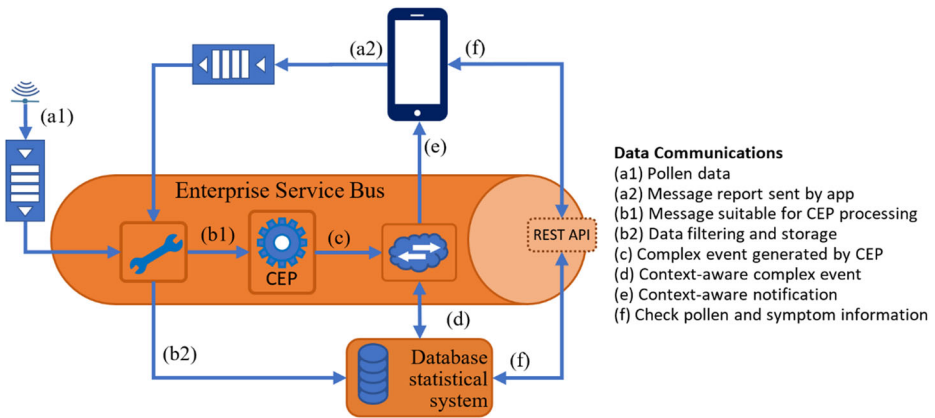 (a2)
(f)
(a1)
(e)
Enterprise Service Bus
REST API
(b1)
(c)
CEP
(d)
(b2)
(f)
Database
statistical
system
Data Communications
(a1) Pollen data
(a2) Message report sent by app
(b1) Message suitable for CEP processing
(b2) Data filtering and storage
(c) Complex event generated by CEP
(d) Context-aware complex event
(e) Context-aware notification
(f) Check pollen and symptom information